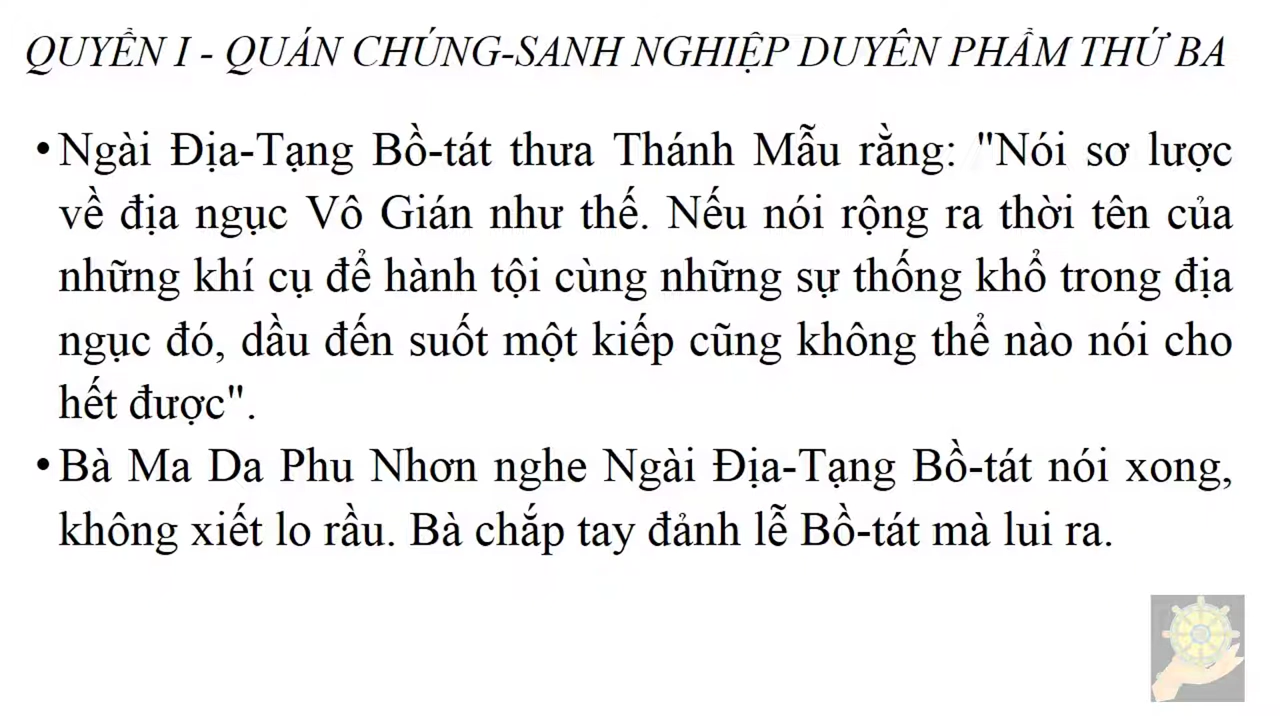 QUYỂN I - QUÁN CHÚNG-SANH NGHIỆP DUYÊN PHẨM THỨ BA
•Ngài Địa-Tạng Bồ-tát thưa Thánh Mẫu rằng: "Nói sơ lược
về địa ngục Vô Gián như thế. Nếu nói rộng ra thời tên của
những khí cụ để hành tội cùng những sự thống khổ trong địa
ngục đó, dầu đến suốt một kiếp cũng không thể nào nói cho
hết được".
•Bà Ma Da Phu Nhơn nghe Ngài Địa-Tạng Bồ-tát nói xong,
không xiết lo rầu. Bà chắp tay đảnh lễ Bồ-tát mà lui ra.